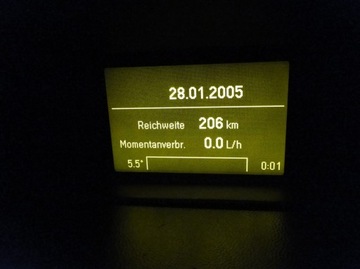 28.01.2005
Reichweite 206 km
Momentanverbr. 0.0 L/h
5.5° 0:01